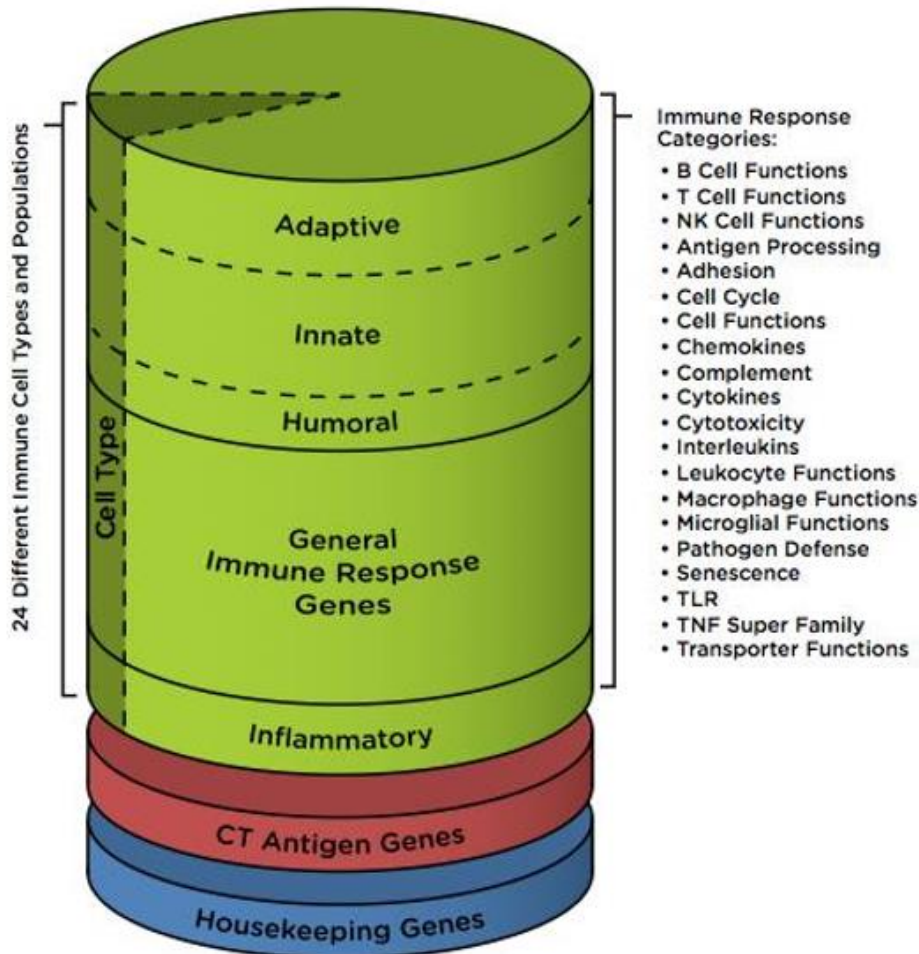 24 Different Immune Cell Types and Populations
Cell Type
Adaptive
Innate
Humoral
General
Immune Response
Genes
Inflammatory
CT Antigen Genes
Housekeeping Genes
Immune Response
Categories:
• B Cell Functions
• T Cell Functions
• NK Cell Functions
• Antigen Processing
• Adhesion
• Cell Cycle
• Cell Functions
• Chemokines
• Complement
• Cytokines
• Cytotoxicity
• Interleukins
• Leukocyte Functions
• Macrophage Functions
• Microglial Functions
• Pathogen Defense
• Senescence
• TLR
• TNF Super Family
• Transporter Functions